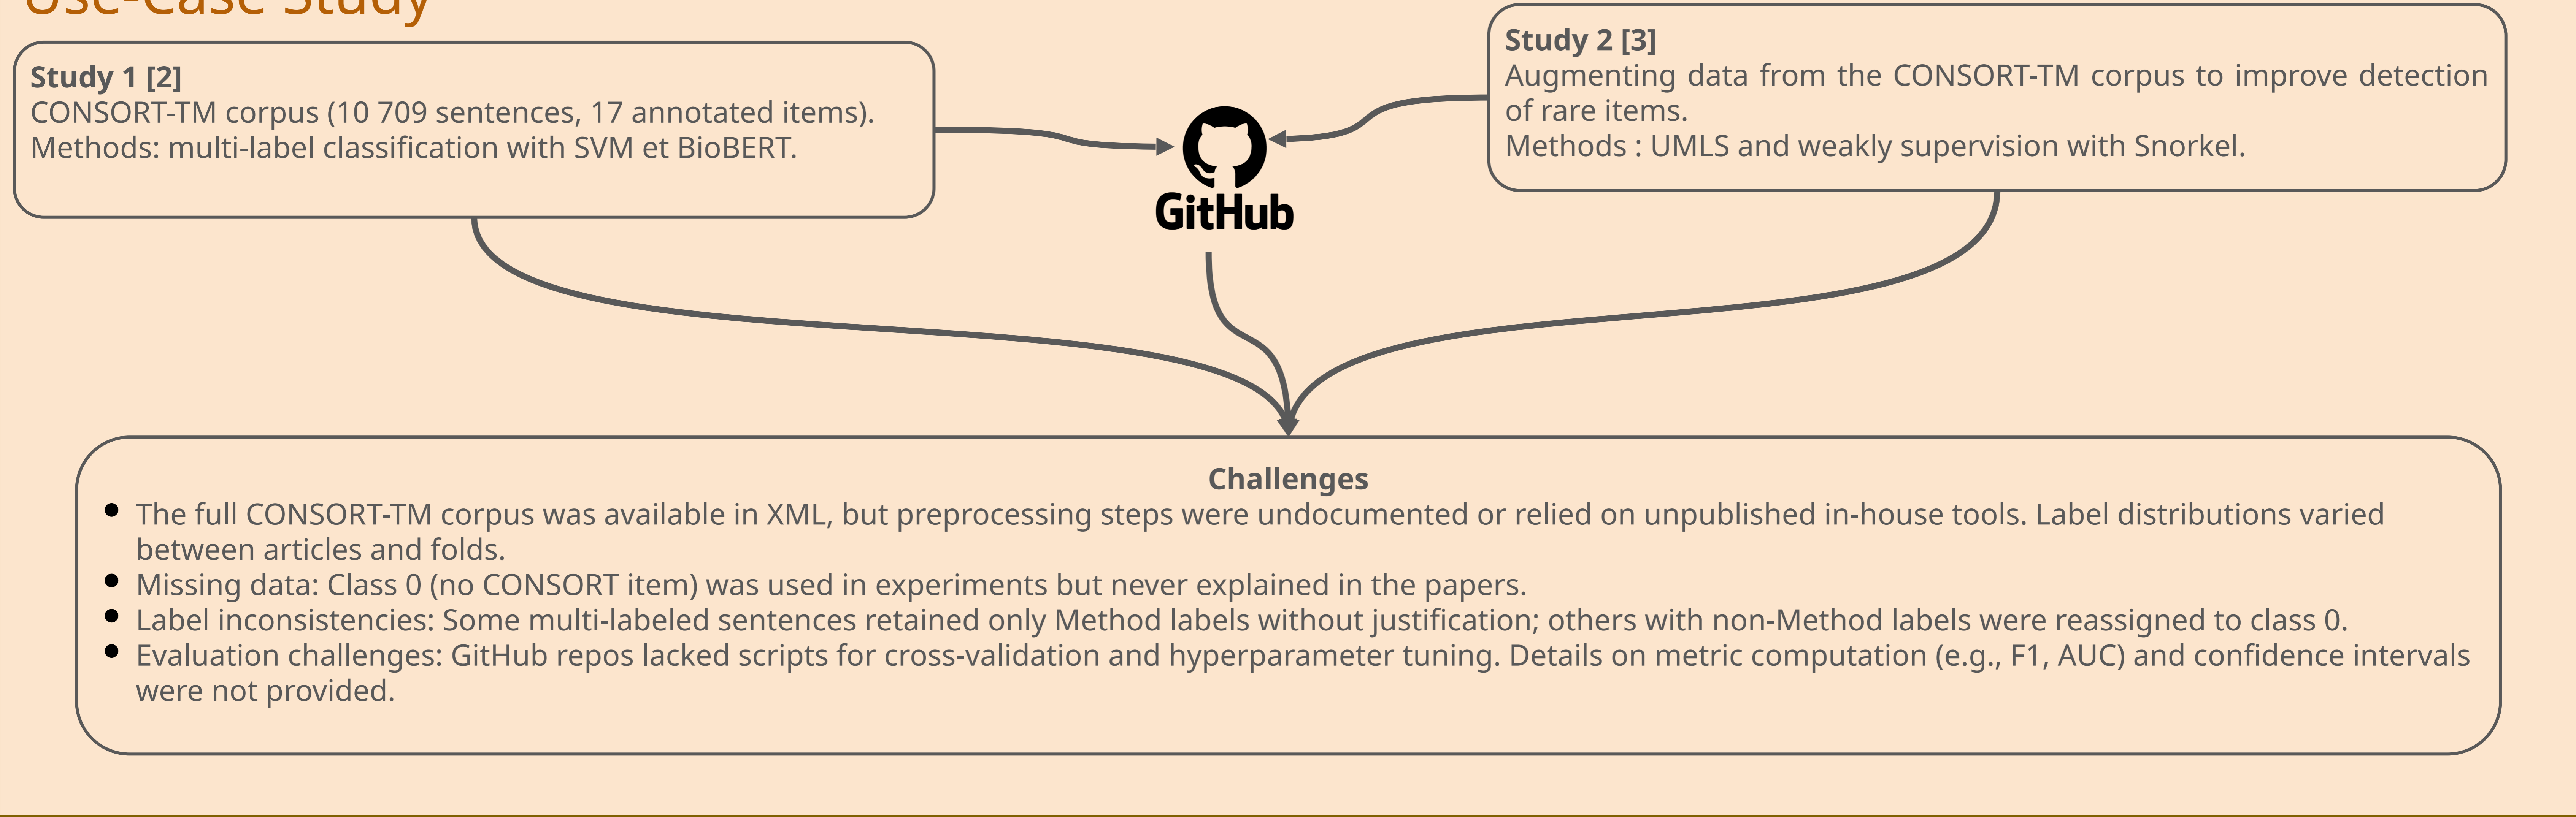 Use-Case Study
Study 1 [2]
CONSORT-TM corpus (10 709 sentences, 17 annotated items).
Methods: multi-label classification with SVM et BioBERT.
Study 2 [3]
Augmenting data from the CONSORT-TM corpus to improve detection
of rare items.
Methods : UMLS and weakly supervision with Snorkel.
GitHub
Challenges
● The full CONSORT-TM corpus was available in XML, but preprocessing steps were undocumented or relied on unpublished in-house tools. Label distributions varied
between articles and folds.
● Missing data: Class 0 (no CONSORT item) was used in experiments but never explained in the papers.
● Label inconsistencies: Some multi-labeled sentences retained only Method labels without justification; others with non-Method labels were reassigned to class 0.
● Evaluation challenges: GitHub repos lacked scripts for cross-validation and hyperparameter tuning. Details on metric computation (e.g., F1, AUC) and confidence intervals
were not provided.